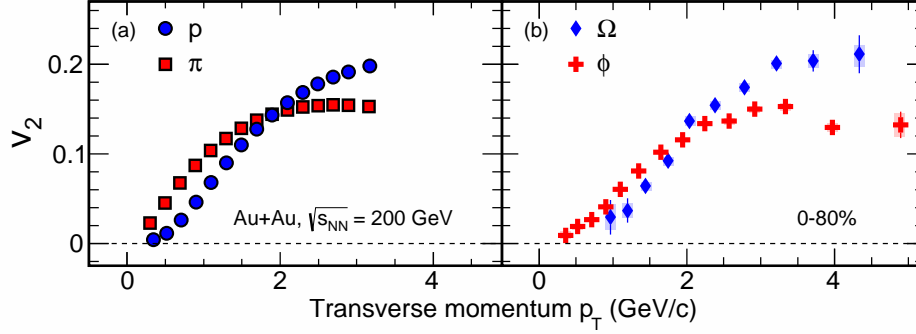 (a) p
π
(b) Ω
ϕ
v2
0.2
0.1
0
Au+Au, √sNN = 200 GeV
0-80%
0 2 4
0 2 4
Transverse momentum pT (GeV/c)